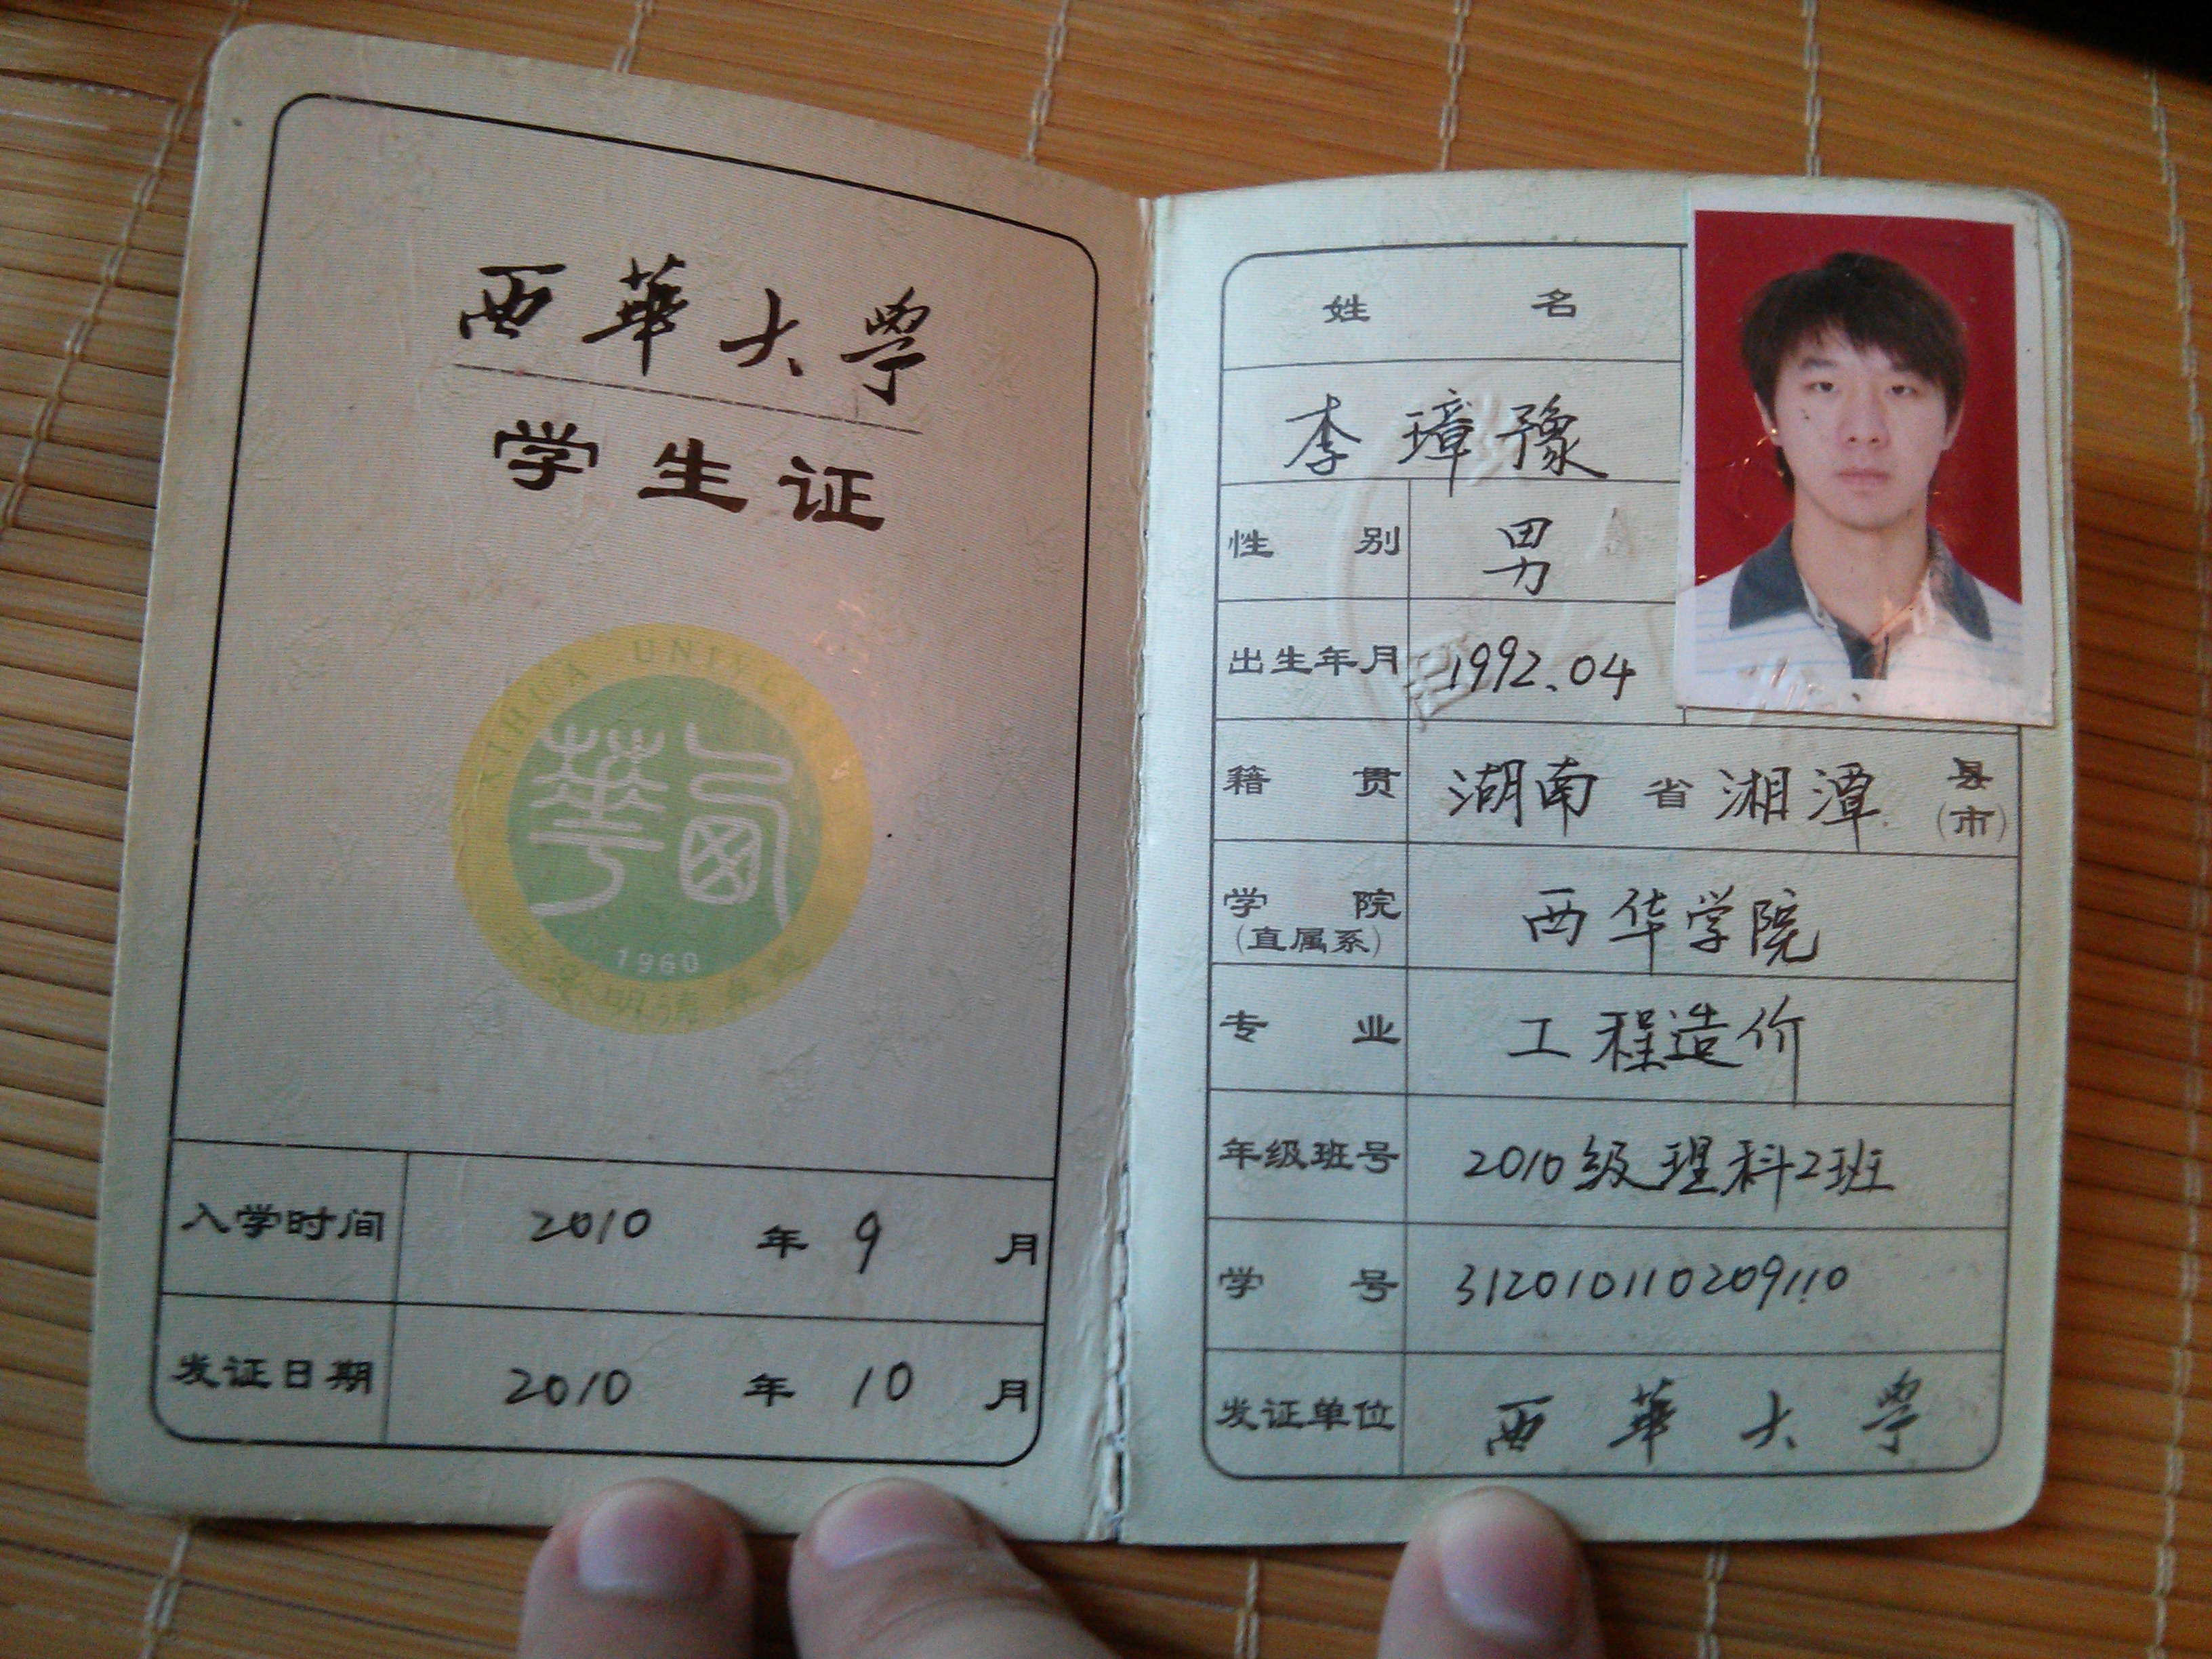 西華大學
学生证
XIHUA UNIVERSITY
西華
1960
入学时间 2010 年 9 月
发证日期 2010 年 10 月
姓 名
李璋豫
性 别 男
出生年月 1992.04
籍 贯 湖南 省 湘潭 县(市)
学 院(直属系) 西华学院
专 业 工程造价
年级班号 2010级理科2班
学 号 312010110209110
发证单位 西華大學